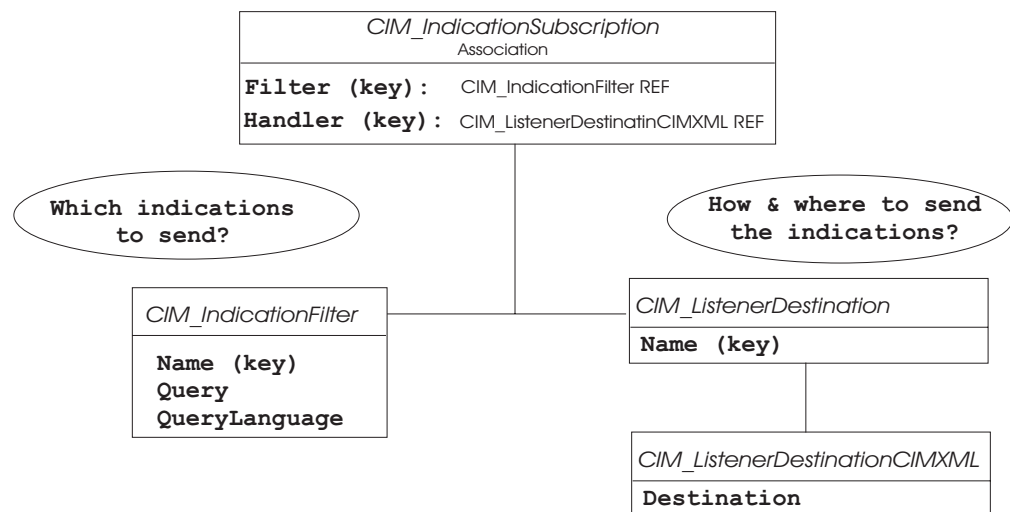 CIM_IndicationSubscription
Association
Filter (key): CIM_IndicationFilter REF
Handler (key): CIM_ListenerDestinatinCIMXML REF
Which indications
to send?
How & where to send
the indications?
CIM_IndicationFilter
Name (key)
Query
QueryLanguage
CIM_ListenerDestination
Name (key)
CIM_ListenerDestinationCIMXML
Destination